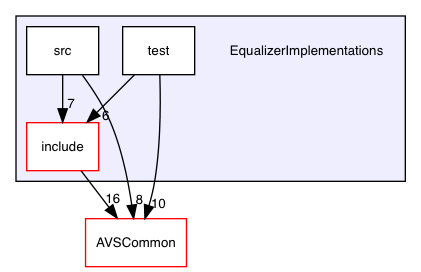 src
test
EqualizerImplementations
7
6
include
16
8
10
AVSCommon